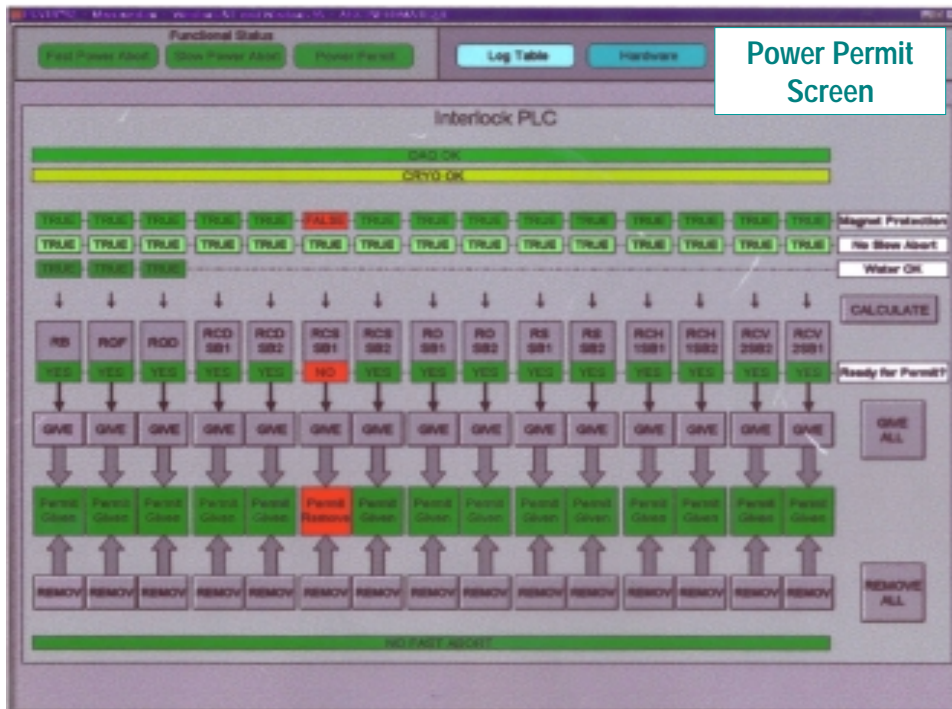 Functional Status
Fast Power Abort Slow Power Abort Power Permit Log Table Hardware
Power Permit
Screen
Interlock PLC
DAQ OK
CRYO OK
TRUE TRUE TRUE TRUE TRUE FALSE TRUE TRUE TRUE TRUE TRUE TRUE TRUE TRUE TRUE Magnet Protection
TRUE TRUE TRUE TRUE TRUE TRUE TRUE TRUE TRUE TRUE TRUE TRUE TRUE TRUE TRUE No Slow Abort
TRUE TRUE TRUE Water OK
CALCULATE
RB RQF RQD RCD RCD RCS RCS RO RO RS RS RCH RCH RCV RCV
SB1 SB2 SB1 SB2 SB1 SB2 SB1 SB2 1SB1 1SB2 2SB2 2SB1
YES YES YES YES YES NO YES YES YES YES YES YES YES YES YES Ready for Permit?
GIVE GIVE GIVE GIVE GIVE GIVE GIVE GIVE GIVE GIVE GIVE GIVE GIVE GIVE GIVE
GIVE
ALL
Permit Permit Permit Permit Permit Permit Permit Permit Permit Permit Permit Permit Permit Permit Permit
Given Given Given Given Given Remove Given Given Given Given Given Given Given Given Given
REMOV REMOV REMOV REMOV REMOV REMOV REMOV REMOV REMOV REMOV REMOV REMOV REMOV REMOV REMOV
REMOVE
ALL
NO FAST ABORT